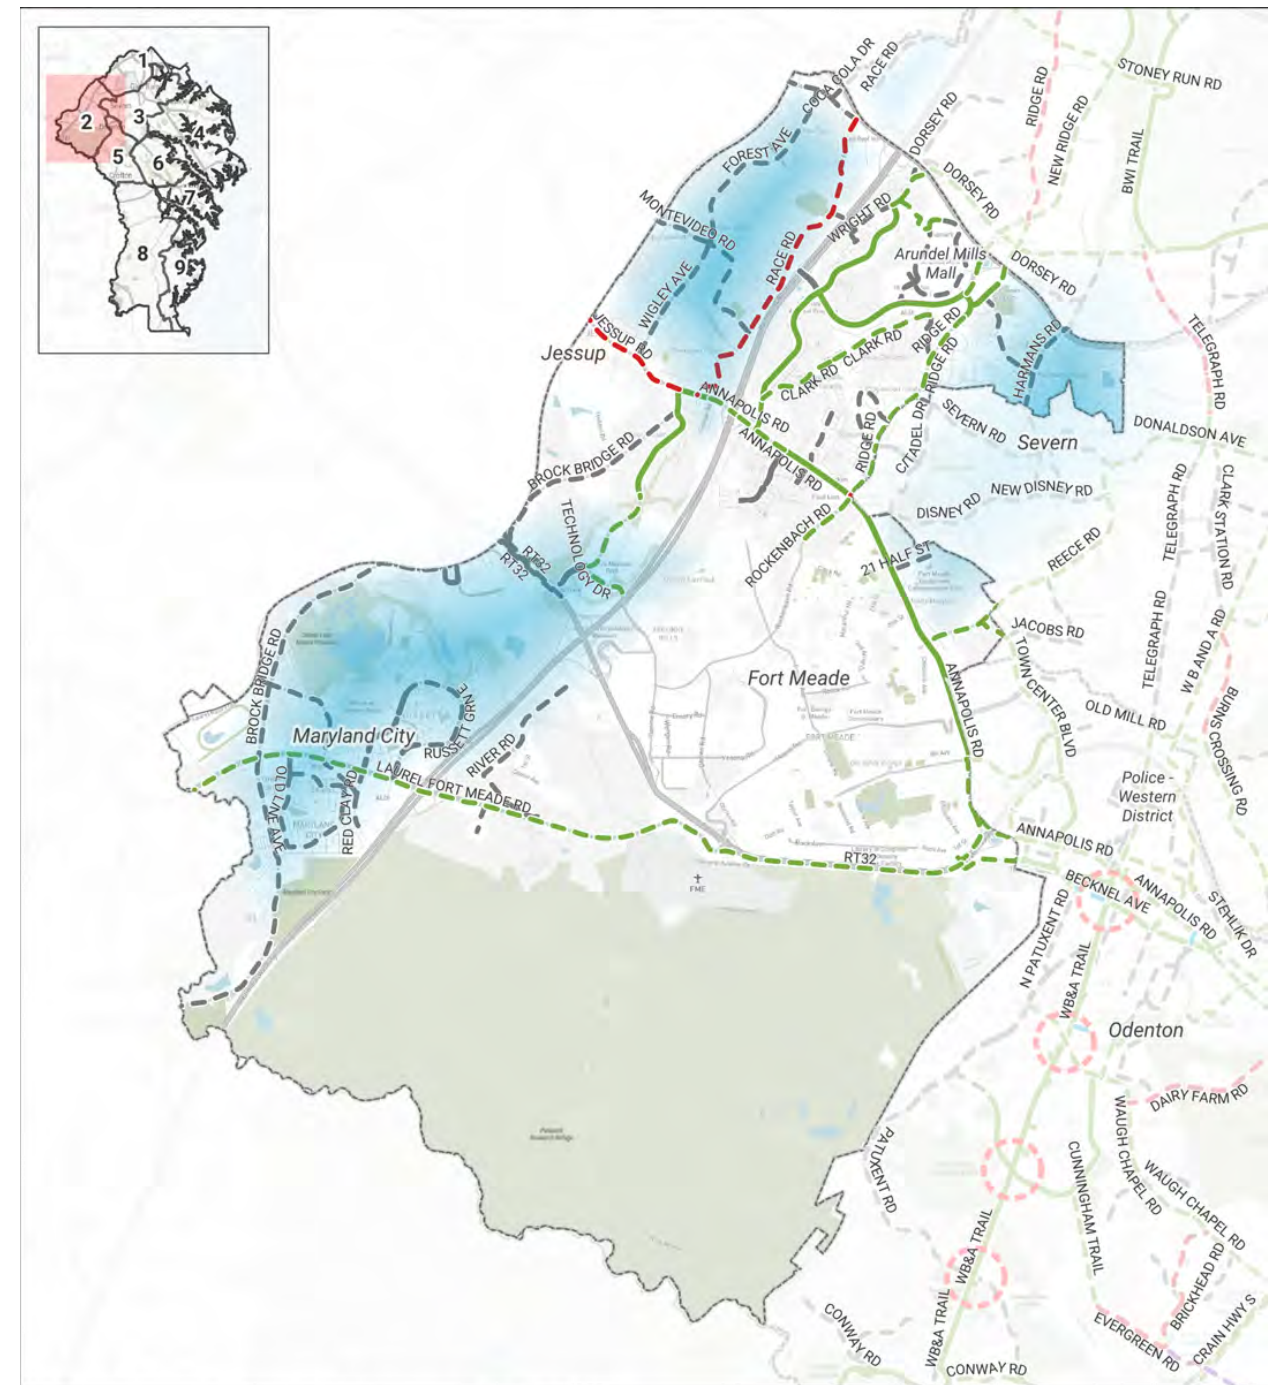 1
2
3
4
5
6
7
8
9
COCA COLA DR
RACE RD
STONEY RUN RD
RIDGE RD
NEW RIDGE RD
DORSEY RD
BWI TRAIL
FOREST AVE
DORSEY RD
MONTEVIDEO RD
WRIGHT RD
RACE RD
Arundel Mills
Mall
DORSEY RD
WIGLEY AVE
JESSUP RD
Jessup
RIDGE RD
CLARK RD
CLARK RD
RIDGE RD
HARMANS RD
TELEGRAPH RD
ANNAPOLIS RD
ANNAPOLIS RD
CITADEL DR
SEVERN RD
Severn
DONALDSON AVE
RIDGE RD
BROCK BRIDGE RD
NEW DISNEY RD
DISNEY RD
TELEGRAPH RD
CLARK STATION RD
TECHNOLOGY DR
RT32
RT32
ROCKENBACH RD
21 HALF ST
REECE RD
JACOBS RD
TELEGRAPH RD
W B AND A RD
BROCK BRIDGE RD
Fort Meade
ANNAPOLIS RD
TOWN CENTER BLVD
OLD MILL RD
BURNS CROSSING RD
RUSSETT GRN E
Maryland City
RIVER RD
LAUREL FORT MEADE RD
OLD LINE AVE
RED CLAY RD
Police -
Western
District
ANNAPOLIS RD
RT32
FME
BECKNEL AVE
ANNAPOLIS RD
STEHLIK DR
N PATUXENT RD
WB&A TRAIL
Odenton
DAIRY FARM RD
PATUXENT RD
WAUGH CHAPEL RD
WAUGH CHAPEL RD
CUNNINGHAM TRAIL
WB&A TRAIL
BRICKHEAD RD
WB&A TRAIL
CONWAY RD
EVERGREEN RD
CRAIN HWY S
CONWAY RD